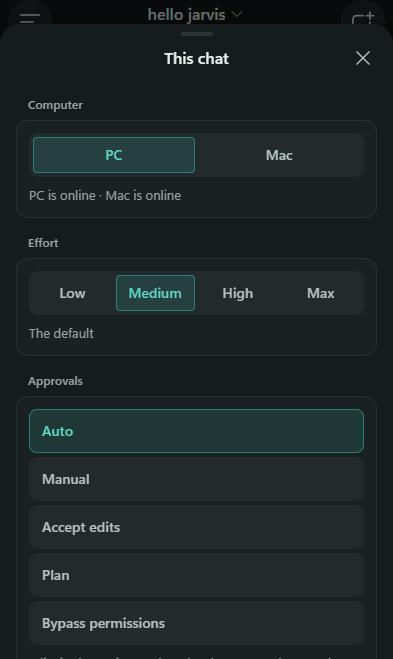 hello jarvis
This chat
Computer
PC
Mac
PC is online · Mac is online
Effort
Low
Medium
High
Max
The default
Approvals
Auto
Manual
Accept edits
Plan
Bypass permissions